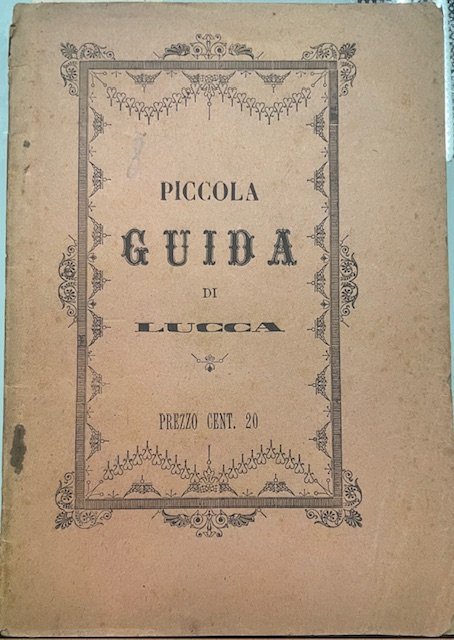 PICCOLA
GUIDA
DI
LUCCA
PREZZO CENT. 20